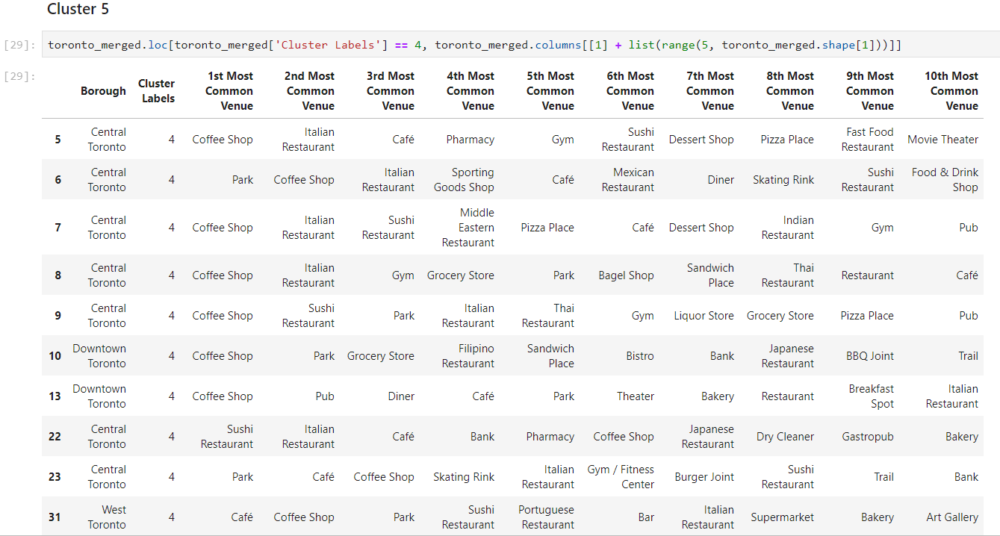 Cluster 5
[29]: toronto_merged.loc[toronto_merged['Cluster Labels'] == 4, toronto_merged.columns[[1] + list(range(5, toronto_merged.shape[1]))]]
[29]:
Borough Cluster Labels 1st Most Common Venue 2nd Most Common Venue 3rd Most Common Venue 4th Most Common Venue 5th Most Common Venue 6th Most Common Venue 7th Most Common Venue 8th Most Common Venue 9th Most Common Venue 10th Most Common Venue
5 Central Toronto 4 Coffee Shop Italian Restaurant Café Pharmacy Gym Sushi Restaurant Dessert Shop Pizza Place Fast Food Restaurant Movie Theater
6 Central Toronto 4 Park Coffee Shop Italian Restaurant Sporting Goods Shop Café Mexican Restaurant Diner Skating Rink Sushi Restaurant Food & Drink Shop
7 Central Toronto 4 Coffee Shop Italian Restaurant Sushi Restaurant Middle Eastern Restaurant Pizza Place Café Dessert Shop Indian Restaurant Gym Pub
8 Central Toronto 4 Coffee Shop Italian Restaurant Gym Grocery Store Park Bagel Shop Sandwich Place Thai Restaurant Restaurant Café
9 Central Toronto 4 Coffee Shop Sushi Restaurant Park Italian Restaurant Thai Restaurant Gym Liquor Store Grocery Store Pizza Place Pub
10 Downtown Toronto 4 Coffee Shop Park Grocery Store Filipino Restaurant Sandwich Place Bistro Bank Japanese Restaurant BBQ Joint Trail
13 Downtown Toronto 4 Coffee Shop Pub Diner Café Park Theater Bakery Restaurant Breakfast Spot Italian Restaurant
22 Central Toronto 4 Sushi Restaurant Italian Restaurant Café Bank Pharmacy Coffee Shop Japanese Restaurant Dry Cleaner Gastropub Bakery
23 Central Toronto 4 Park Café Coffee Shop Skating Rink Italian Restaurant Gym / Fitness Center Burger Joint Sushi Restaurant Trail Bank
31 West Toronto 4 Café Coffee Shop Park Sushi Restaurant Portuguese Restaurant Bar Italian Restaurant Supermarket Bakery Art Gallery